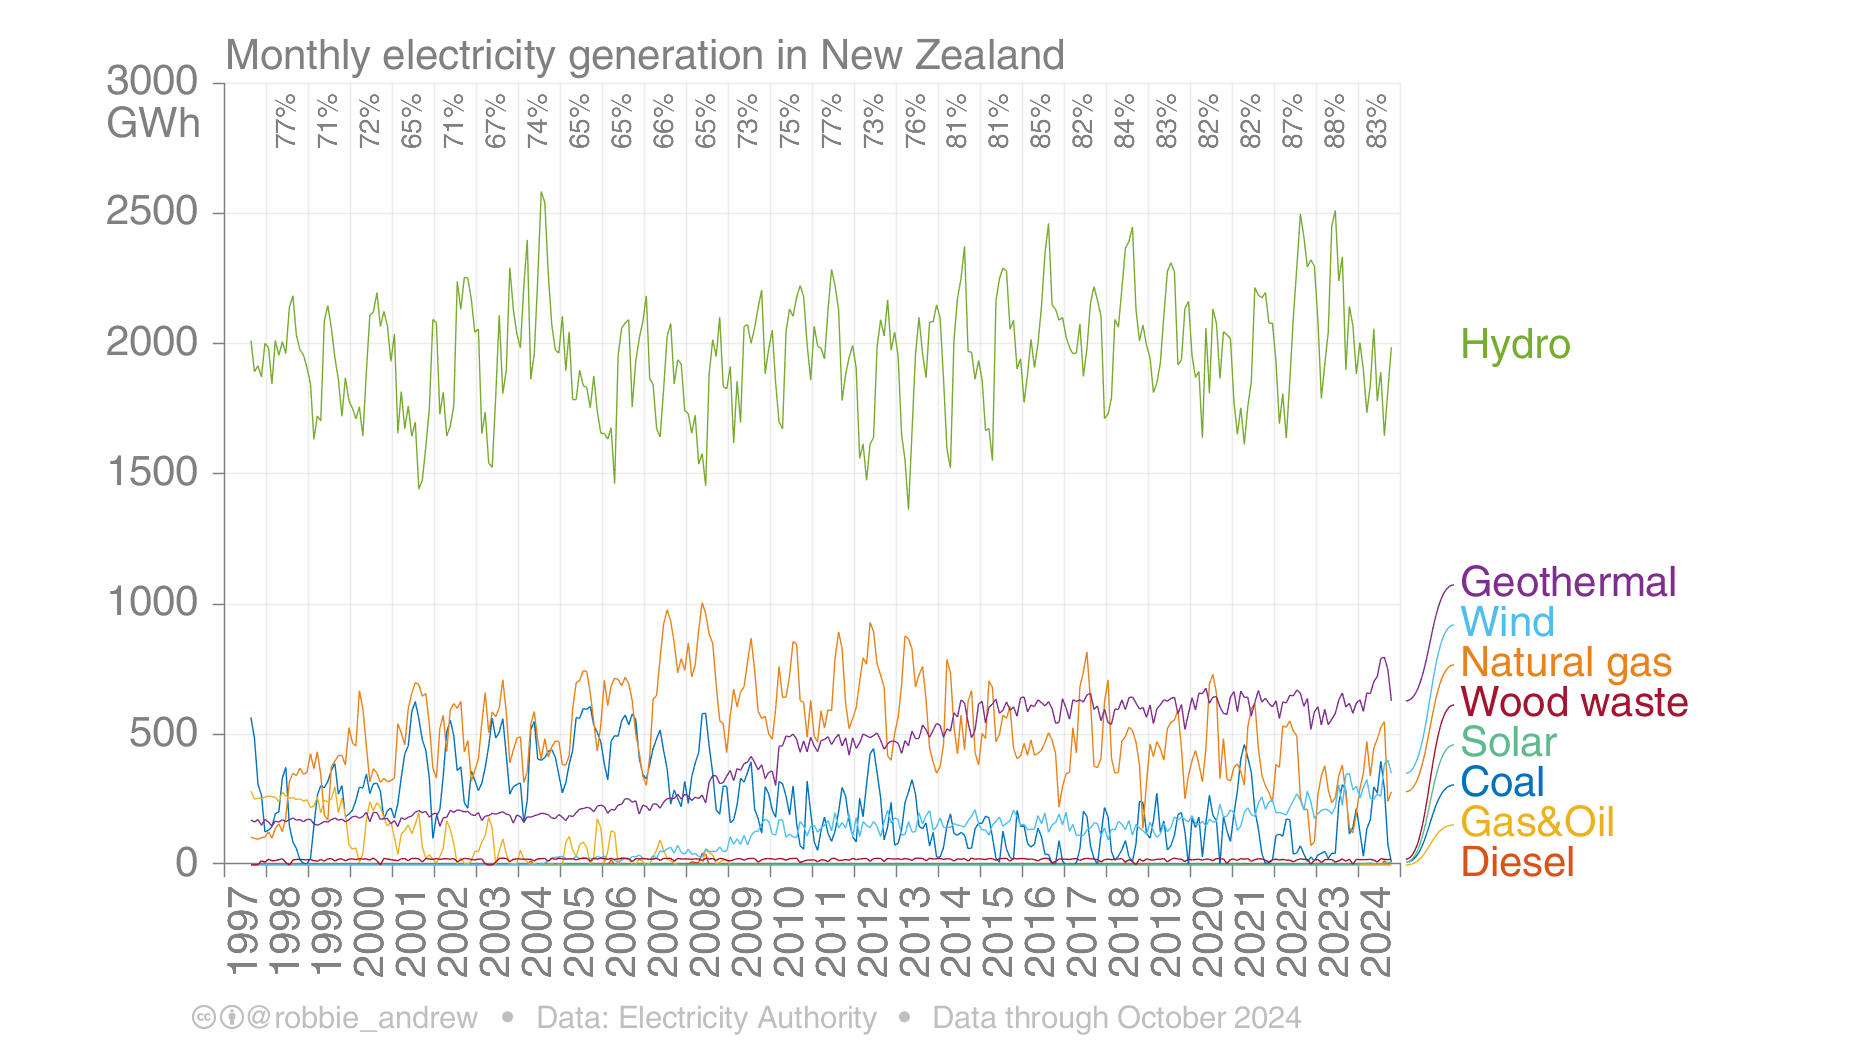 Monthly electricity generation in New Zealand
3000
GWh
77% 71% 72% 65% 71% 67% 74% 65% 65% 66% 65% 73% 75% 77% 73% 76% 81% 81% 85% 82% 84% 83% 82% 82% 87% 88% 83%
2500
2000
1500
1000
500
0
Hydro
Geothermal
Wind
Natural gas
Wood waste
Solar
Coal
Gas&Oil
Diesel
1997 1998 1999 2000 2001 2002 2003 2004 2005 2006 2007 2008 2009 2010 2011 2012 2013 2014 2015 2016 2017 2018 2019 2020 2021 2022 2023 2024
cc @robbie_andrew • Data: Electricity Authority • Data through October 2024